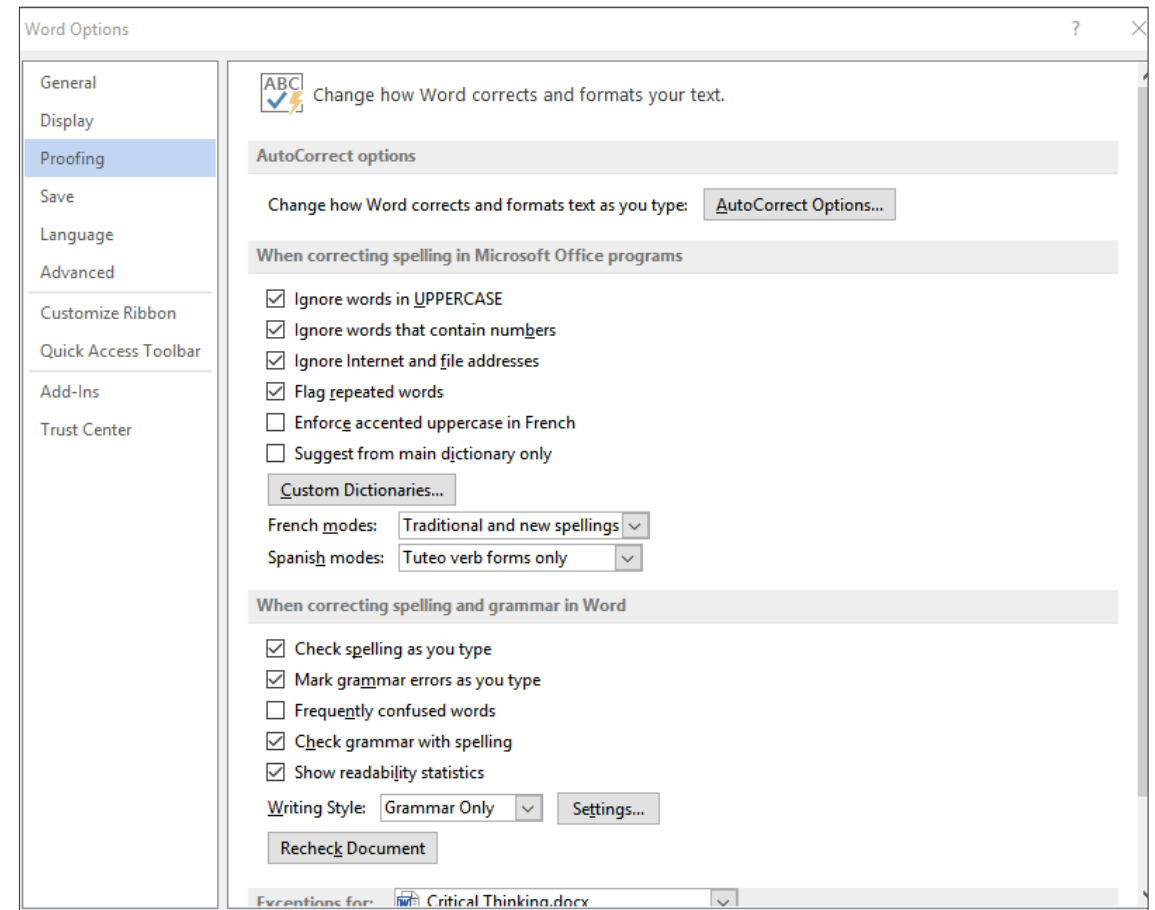 Word Options
?
General
Display
Proofing
Save
Language
Advanced
Customize Ribbon
Quick Access Toolbar
Add-Ins
Trust Center
ABC
Change how Word corrects and formats your text.
AutoCorrect options
Change how Word corrects and formats text as you type: AutoCorrect Options...
When correcting spelling in Microsoft Office programs
Ignore words in UPPERCASE
Ignore words that contain numbers
Ignore Internet and file addresses
Flag repeated words
Enforce accented uppercase in French
Suggest from main dictionary only
Custom Dictionaries...
French modes: Traditional and new spellings
Spanish modes: Tuteo verb forms only
When correcting spelling and grammar in Word
Check spelling as you type
Mark grammar errors as you type
Frequently confused words
Check grammar with spelling
Show readability statistics
Writing Style: Grammar Only Settings...
Recheck Document
Exceptions for: Critical Thinking.docx